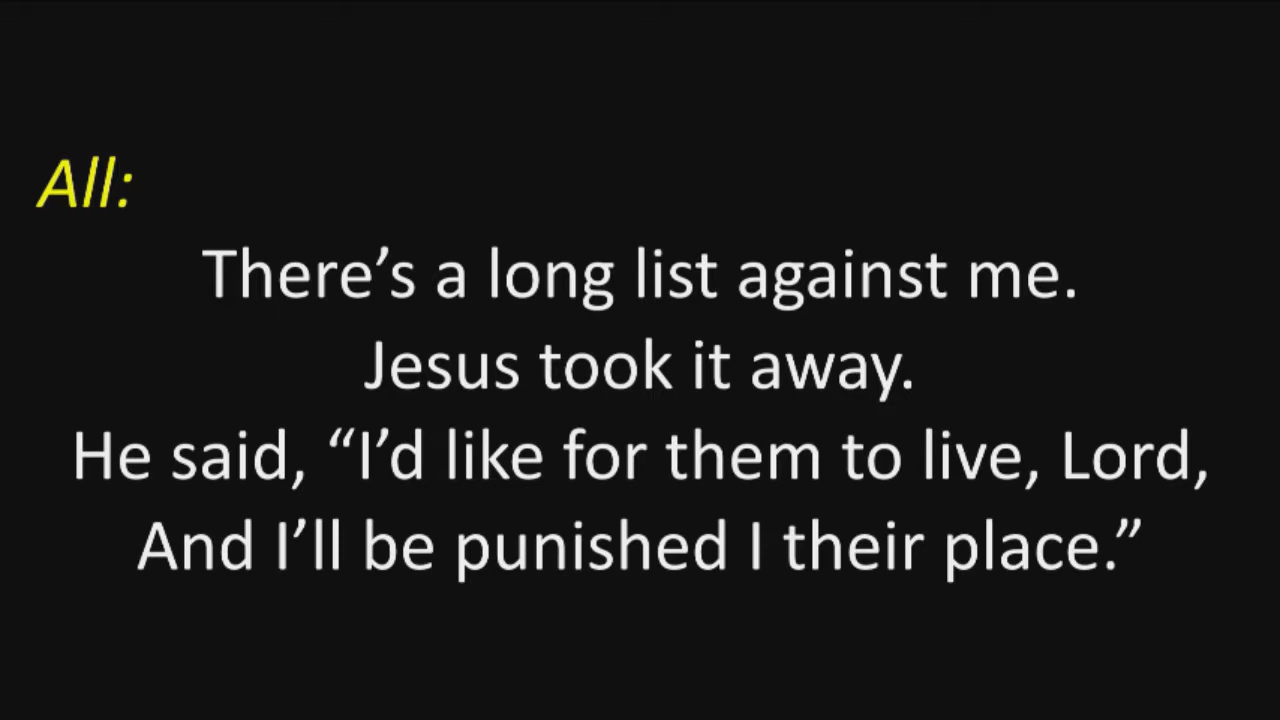 All:
There’s a long list against me.
Jesus took it away.
He said, “I’d like for them to live, Lord,
And I’ll be punished I their place.”